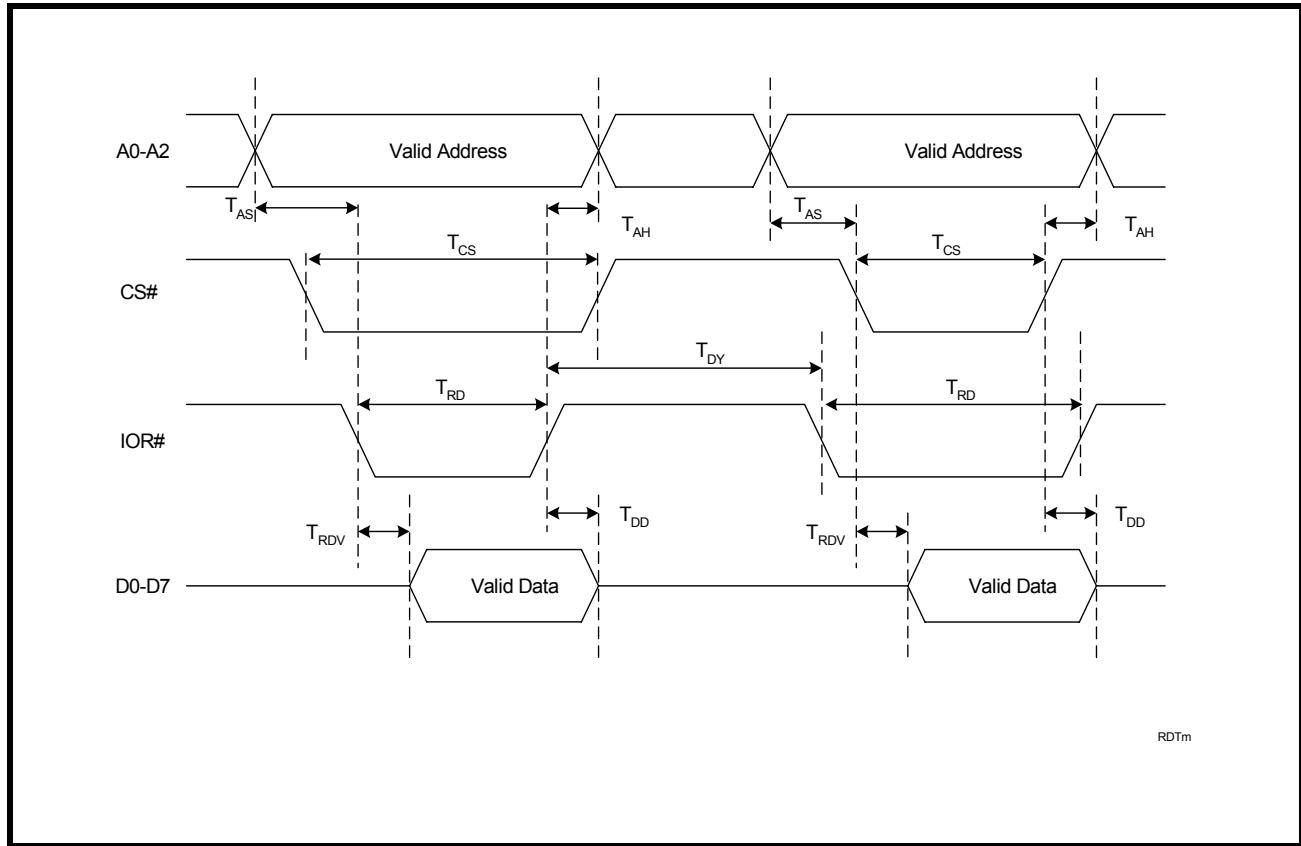 A0-A2
Valid Address
Valid Address
TAS
TAH
TAS
TAH
TCS
TCS
CS#
TDY
TRD
TRD
IOR#
TRDV
TDD
TRDV
TDD
D0-D7
Valid Data
Valid Data
RDTm